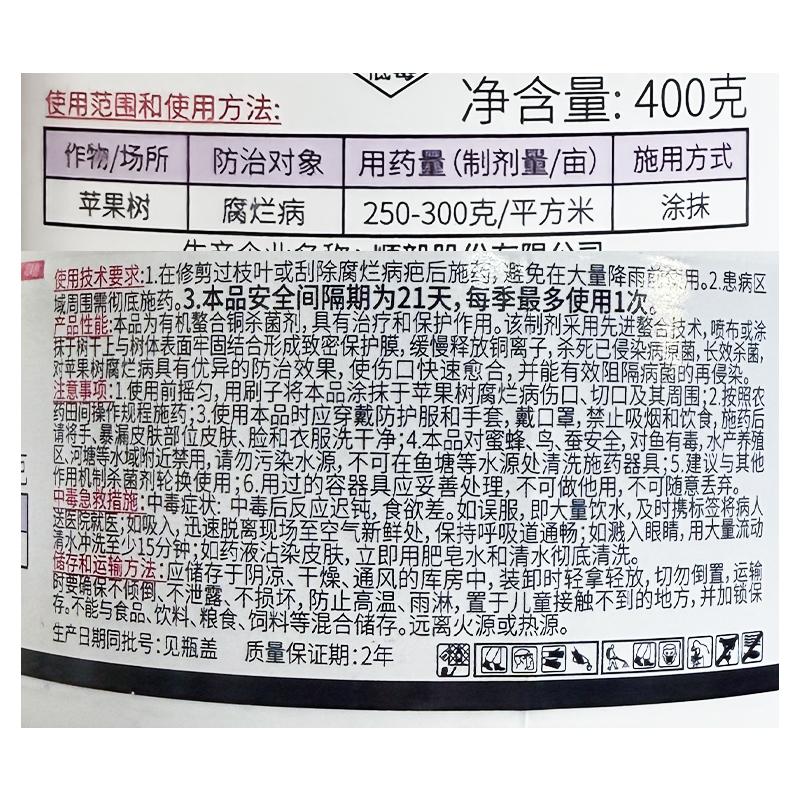 低毒
使用范围和使用方法:
净含量: 400克
作物/场所 防治对象 用药量(制剂量/亩) 施用方式
苹果树 腐烂病 250-300克/平方米 涂抹
使用技术要求:1.在修剪过枝叶或刮除腐烂病疤后施药,避免在大量降雨前使用。2.患病区
域周围需彻底施药。3.本品安全间隔期为21天,每季最多使用1次。
产品性能:本品为有机螯合铜杀菌剂,具有治疗和保护作用。该制剂采用先进螯合技术,喷布或涂
抹于树干上与树体表面牢固结合形成致密保护膜,缓慢释放铜离子,杀死已侵染病原菌,长效杀菌,
对苹果树腐烂病具有优异的防治效果,使伤口快速愈合,并能有效阻隔病菌的再侵染。
注意事项:1.使用前摇匀,用刷子将本品涂抹于苹果树腐烂病伤口、切口及其周围;2.按照农
药田间操作规程施药;3.使用本品时应穿戴防护服和手套,戴口罩,禁止吸烟和饮食,施药后
请将手、暴漏皮肤部位皮肤、脸和衣服洗干净;4.本品对蜜蜂、鸟、蚕安全,对鱼有毒,水产养殖
区、河塘等水域附近禁用,请勿污染水源,不可在鱼塘等水源处清洗施药器具;5.建议与其他
作用机制杀菌剂轮换使用;6.用过的容器具应妥善处理,不可做他用,不可随意丢弃。
中毒急救措施:中毒症状:中毒后反应迟钝,食欲差。如误服,即大量饮水,及时携标签将病人
送医院就医;如吸入,迅速脱离现场至空气新鲜处,保持呼吸道通畅;如溅入眼睛,用大量流动
清水冲洗至少15分钟;如药液沾染皮肤,立即用肥皂水和清水彻底清洗。
储存和运输方法:应储存于阴凉、干燥、通风的库房中,装卸时轻拿轻放,切勿倒置,运输
时要确保不倾倒、不泄露、不损坏,防止高温、雨淋,置于儿童接触不到的地方,并加锁保
存。不能与食品、饮料、粮食、饲料等混合储存。远离火源或热源。
生产日期同批号:见瓶盖 质量保证期:2年